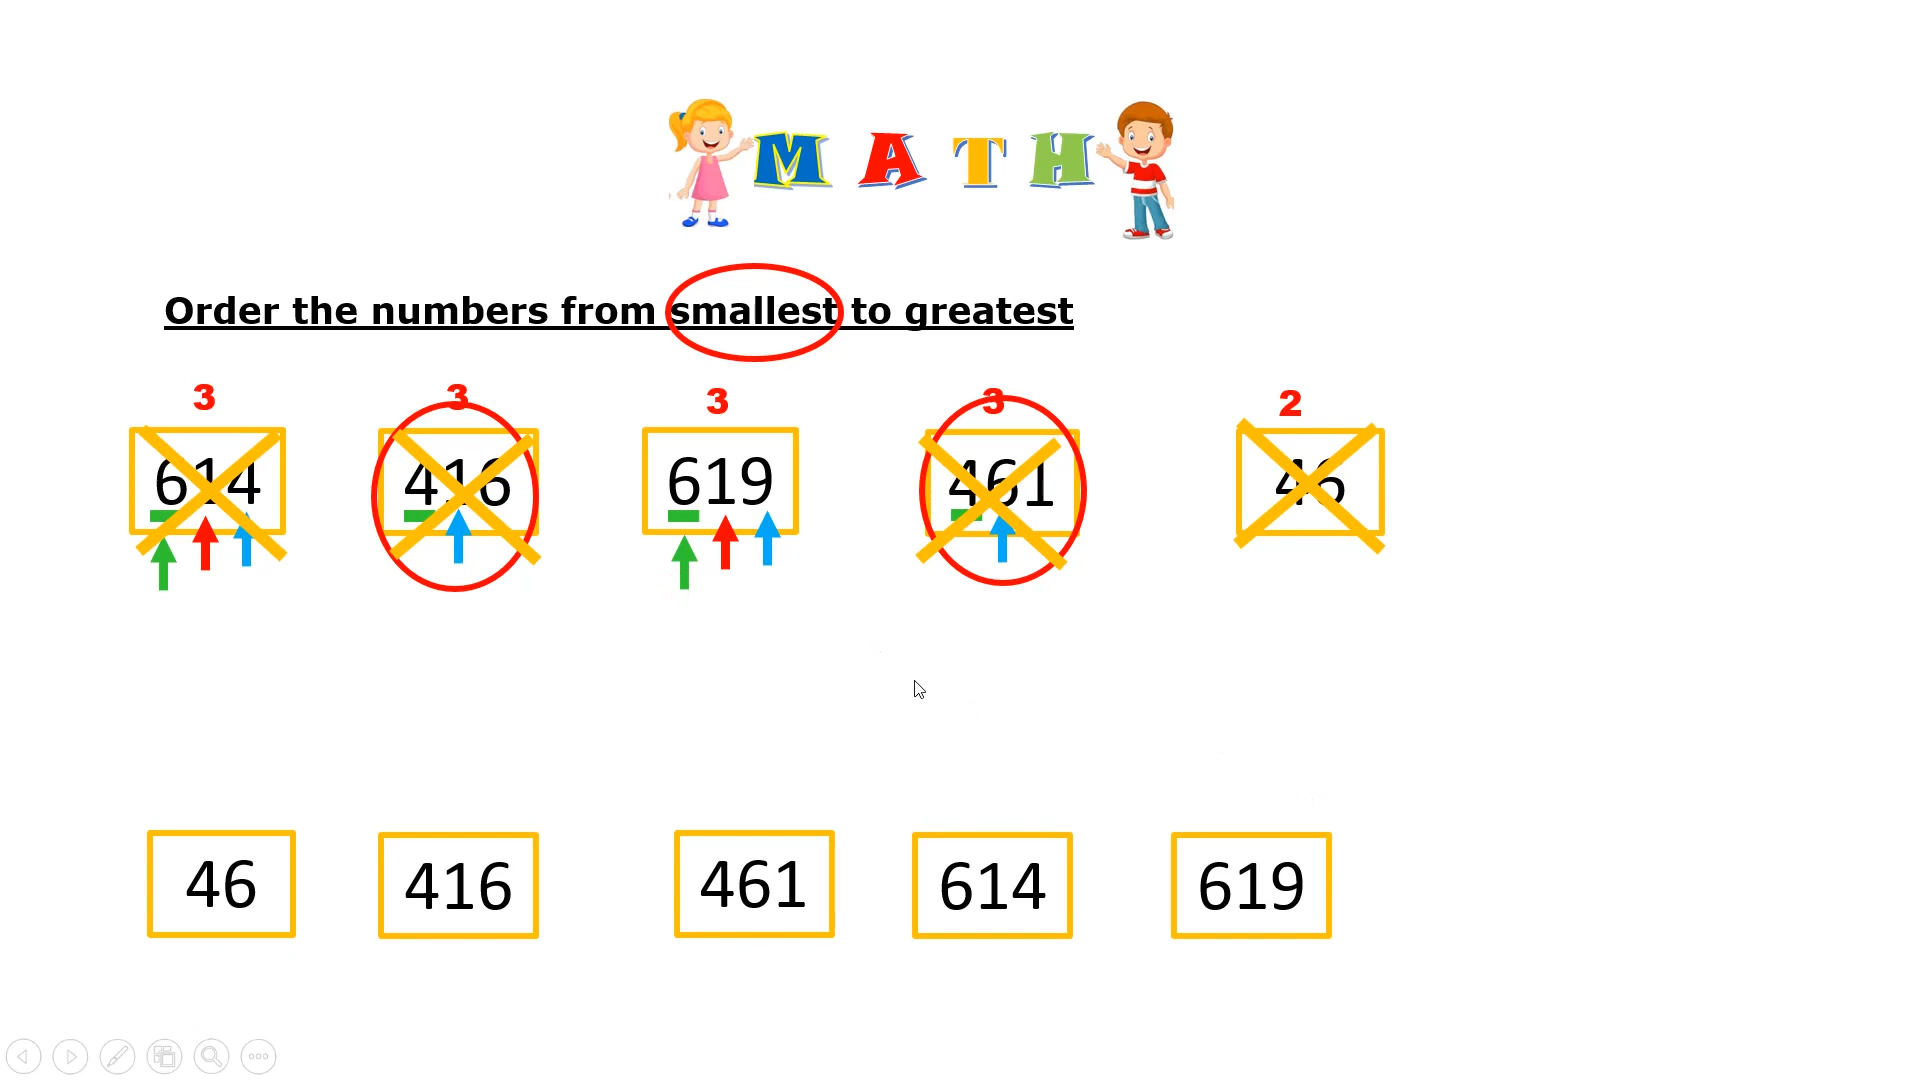 M A T H
Order the numbers from smallest to greatest
3 3 3 3 2
614 416 619 461 46
46 416 461 614 619